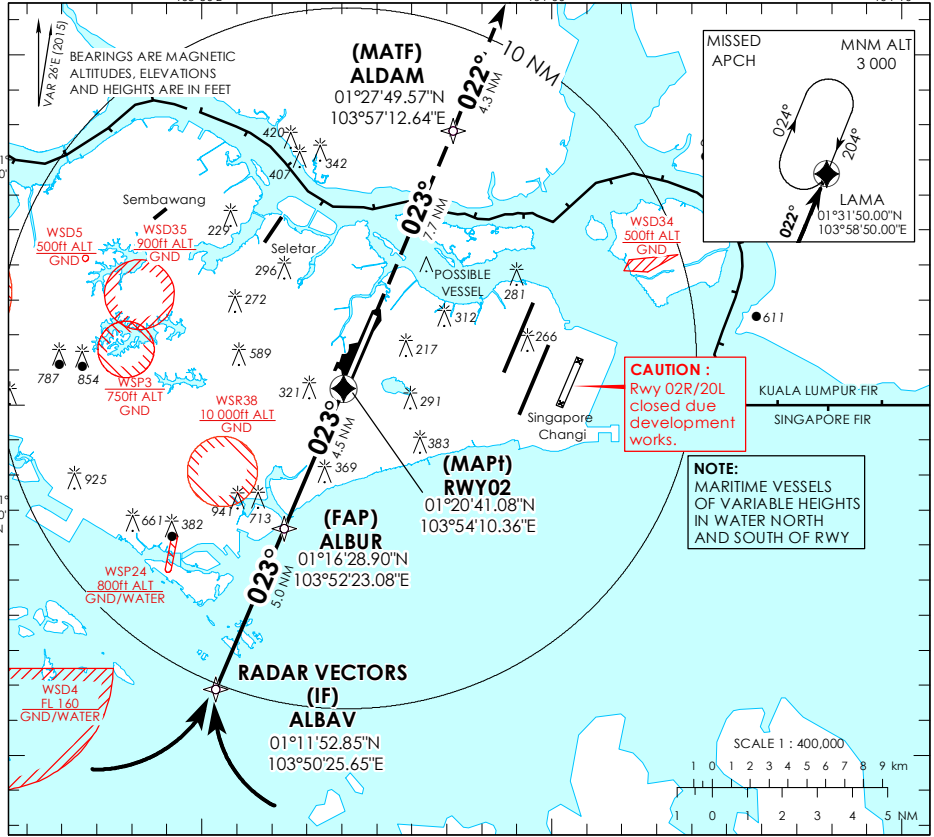 VAR 26'E (2015)
BEARINGS ARE MAGNETIC
ALTITUDES, ELEVATIONS
AND HEIGHTS ARE IN FEET
(MATF)
ALDAM
01°27'49.57"N
103°57'12.64"E
022°
4.3 NM
10 NM
MISSED
APCH
MNM ALT
3 000
024°
204°
022°
LAMA
01°31'50.00"N
103°58'50.00"E
420
407
342
Sembawang
229
Seletar
296
023°
7.7 NM
WSD5
500ft ALT
GND
WSD35
900ft ALT
GND
WSD34
500ft ALT
GND
POSSIBLE
VESSEL
281
272
312
266
611
589
217
787
854
WSP3
750ft ALT
GND
321
291
WSR38
10 000ft ALT
GND
CAUTION :
Rwy 02R/20L
closed due
development
works.
KUALA LUMPUR FIR
SINGAPORE FIR
Singapore
Changi
023°
4.5 NM
383
369
(MAPt)
RWY02
01°20'41.08"N
103°54'10.36"E
NOTE:
MARITIME VESSELS
OF VARIABLE HEIGHTS
IN WATER NORTH
AND SOUTH OF RWY
925
941
713
661
382
(FAP)
ALBUR
01°16'28.90"N
103°52'23.08"E
WSP24
800ft ALT
GND/WATER
023°
5.0 NM
RADAR VECTORS
(IF)
ALBAV
01°11'52.85"N
103°50'25.65"E
WSD4
FL 160
GND/WATER
SCALE 1 : 400,000
1 0 1 2 3 4 5 6 7 8 9 km
1 0 1 2 3 4 5 NM